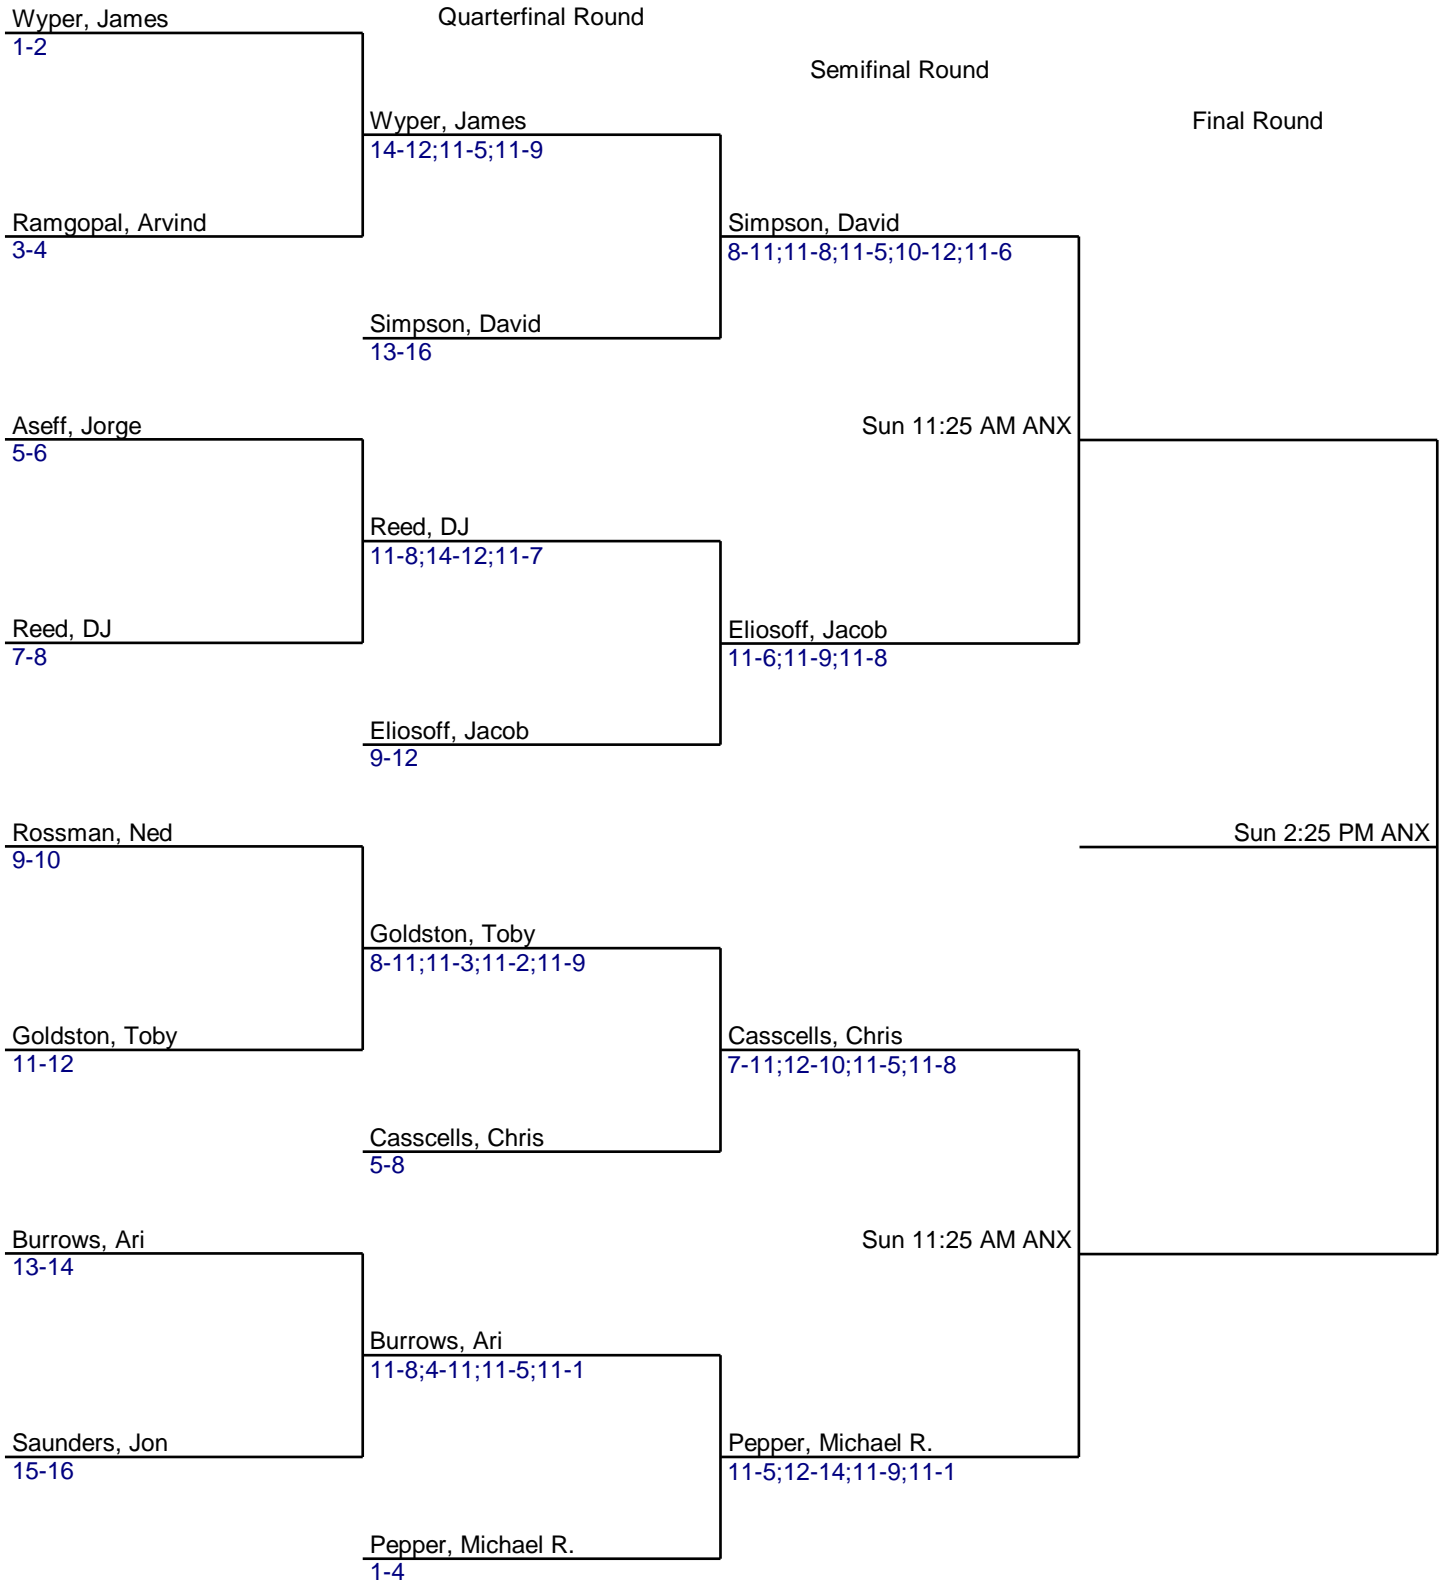 Wyper, James
Quarterfinal Round
1-2
Semifinal Round
Wyper, James
Final Round
14-12;11-5;11-9
Ramgopal, Arvind
Simpson, David
3-4
8-11;11-8;11-5;10-12;11-6
Simpson, David
13-16
Aseff, Jorge
Sun 11:25 AM ANX
5-6
Reed, DJ
11-8;14-12;11-7
Reed, DJ
Eliosoff, Jacob
7-8
11-6;11-9;11-8
Eliosoff, Jacob
9-12
Rossman, Ned
Sun 2:25 PM ANX
9-10
Goldston, Toby
8-11;11-3;11-2;11-9
Goldston, Toby
Casscells, Chris
11-12
7-11;12-10;11-5;11-8
Casscells, Chris
5-8
Burrows, Ari
Sun 11:25 AM ANX
13-14
Burrows, Ari
11-8;4-11;11-5;11-1
Saunders, Jon
Pepper, Michael R.
15-16
11-5;12-14;11-9;11-1
Pepper, Michael R.
1-4